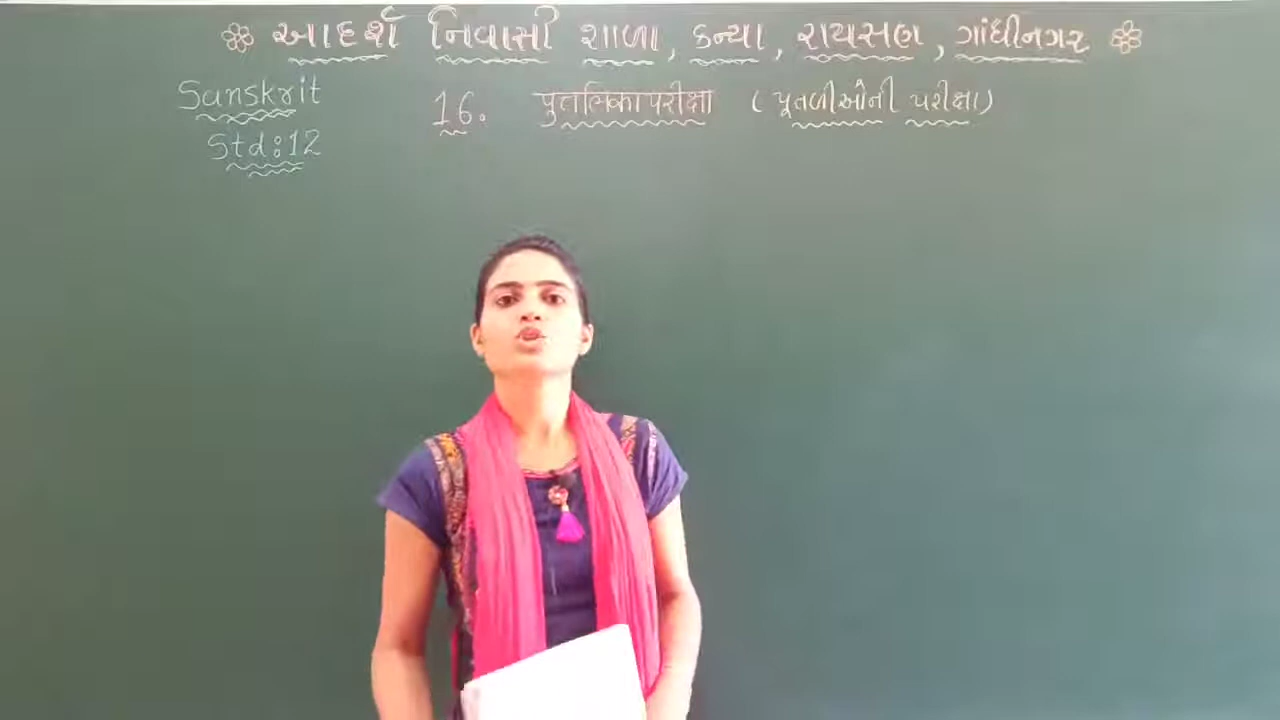 આદર્શ નિવાસી શાળા, કન્યા, રાયસણ, ગાંધીનગર
Sanskrit 16. पुत्तलिकापरीक्षा (પૂતળીઓની પરીક્ષા)
Std:12